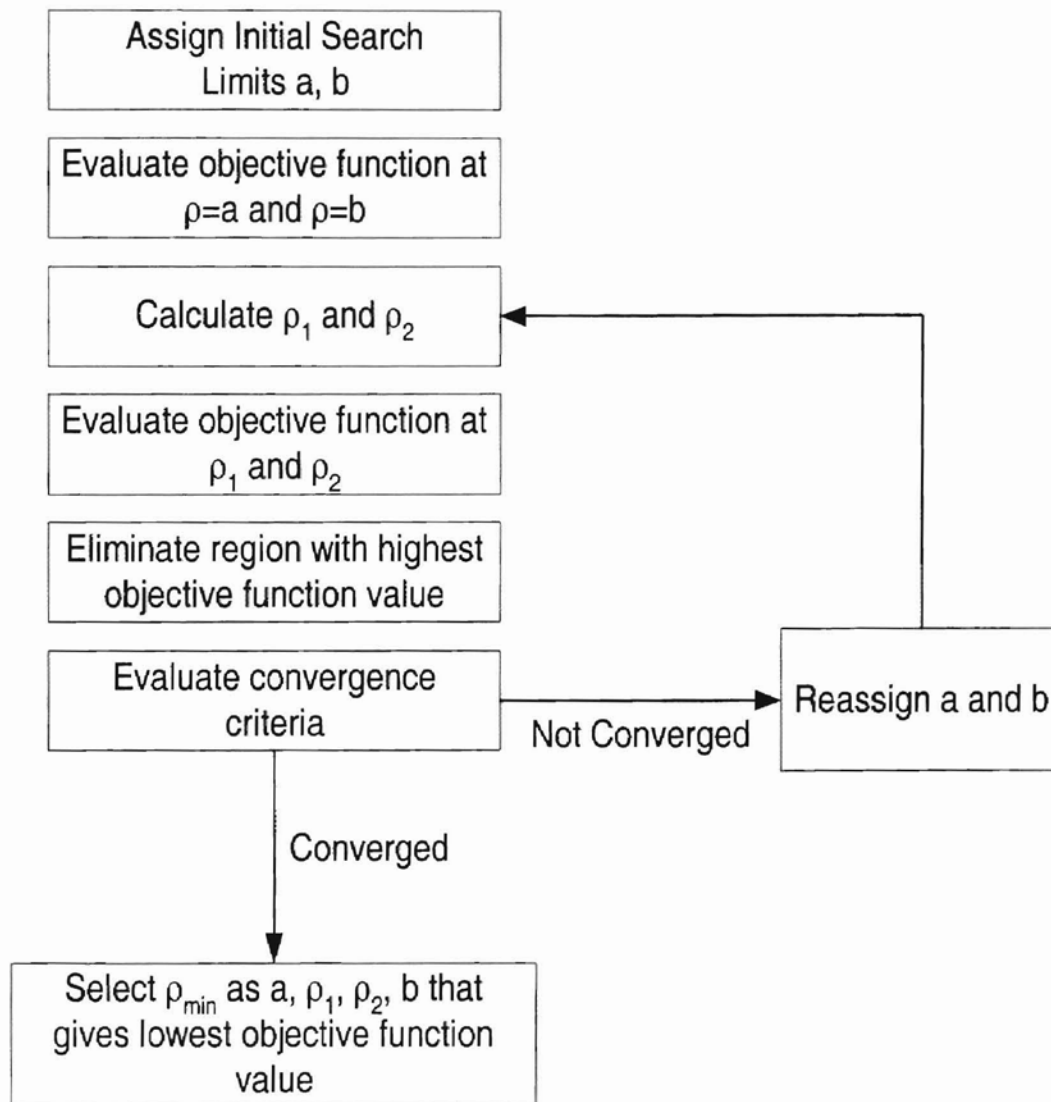 Assign Initial Search
Limits a, b
Evaluate objective function at
ρ=a and ρ=b
Calculate ρ₁ and ρ₂
Evaluate objective function at
ρ₁ and ρ₂
Eliminate region with highest
objective function value
Evaluate convergence
criteria
Not Converged
Reassign a and b
Converged
Select ρₘᵢₙ as a, ρ₁, ρ₂, b that
gives lowest objective function
value